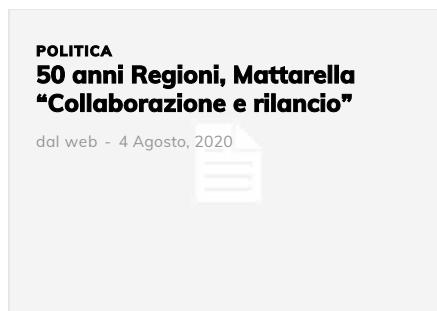 POLITICA
50 anni Regioni, Mattarella
“Collaborazione e rilancio”
dal web - 4 Agosto, 2020